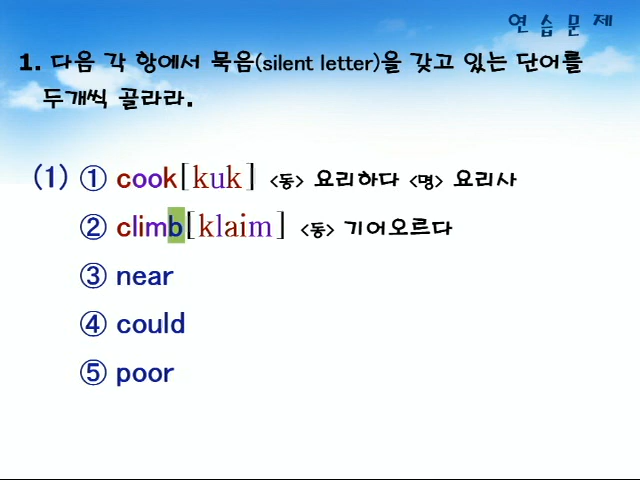 연습문제
1. 다음 각 항에서 묵음(silent letter)을 갖고 있는 단어를
두개씩 골라라.
(1) ① cook[kuk] <동> 요리하다 <명> 요리사
② climb[klaim] <동> 기어오르다
③ near
④ could
⑤ poor